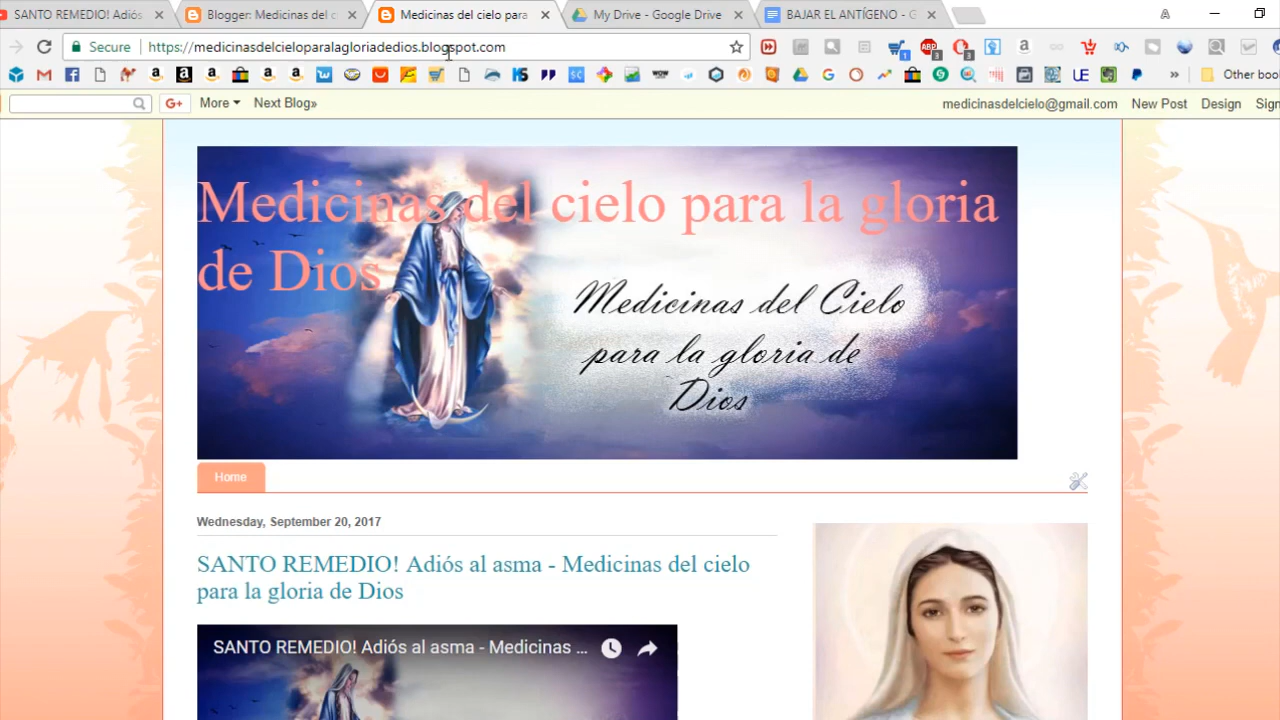 SANTO REMEDIO! Adiós
Blogger: Medicinas del c
Medicinas del cielo para
My Drive - Google Drive
BAJAR EL ANTÍGENO - G
Secure
https://medicinasdelcieloparalagloriadedios.blogspot.com
Other book
G+
More
Next Blog»
medicinasdelcielo@gmail.com
New Post
Design
Sign
Medicinas del cielo para la gloria
de Dios
Medicinas del Cielo
para la gloria de
Dios
Home
Wednesday, September 20, 2017
SANTO REMEDIO! Adiós al asma - Medicinas del cielo
para la gloria de Dios
SANTO REMEDIO! Adiós al asma - Medicinas ...